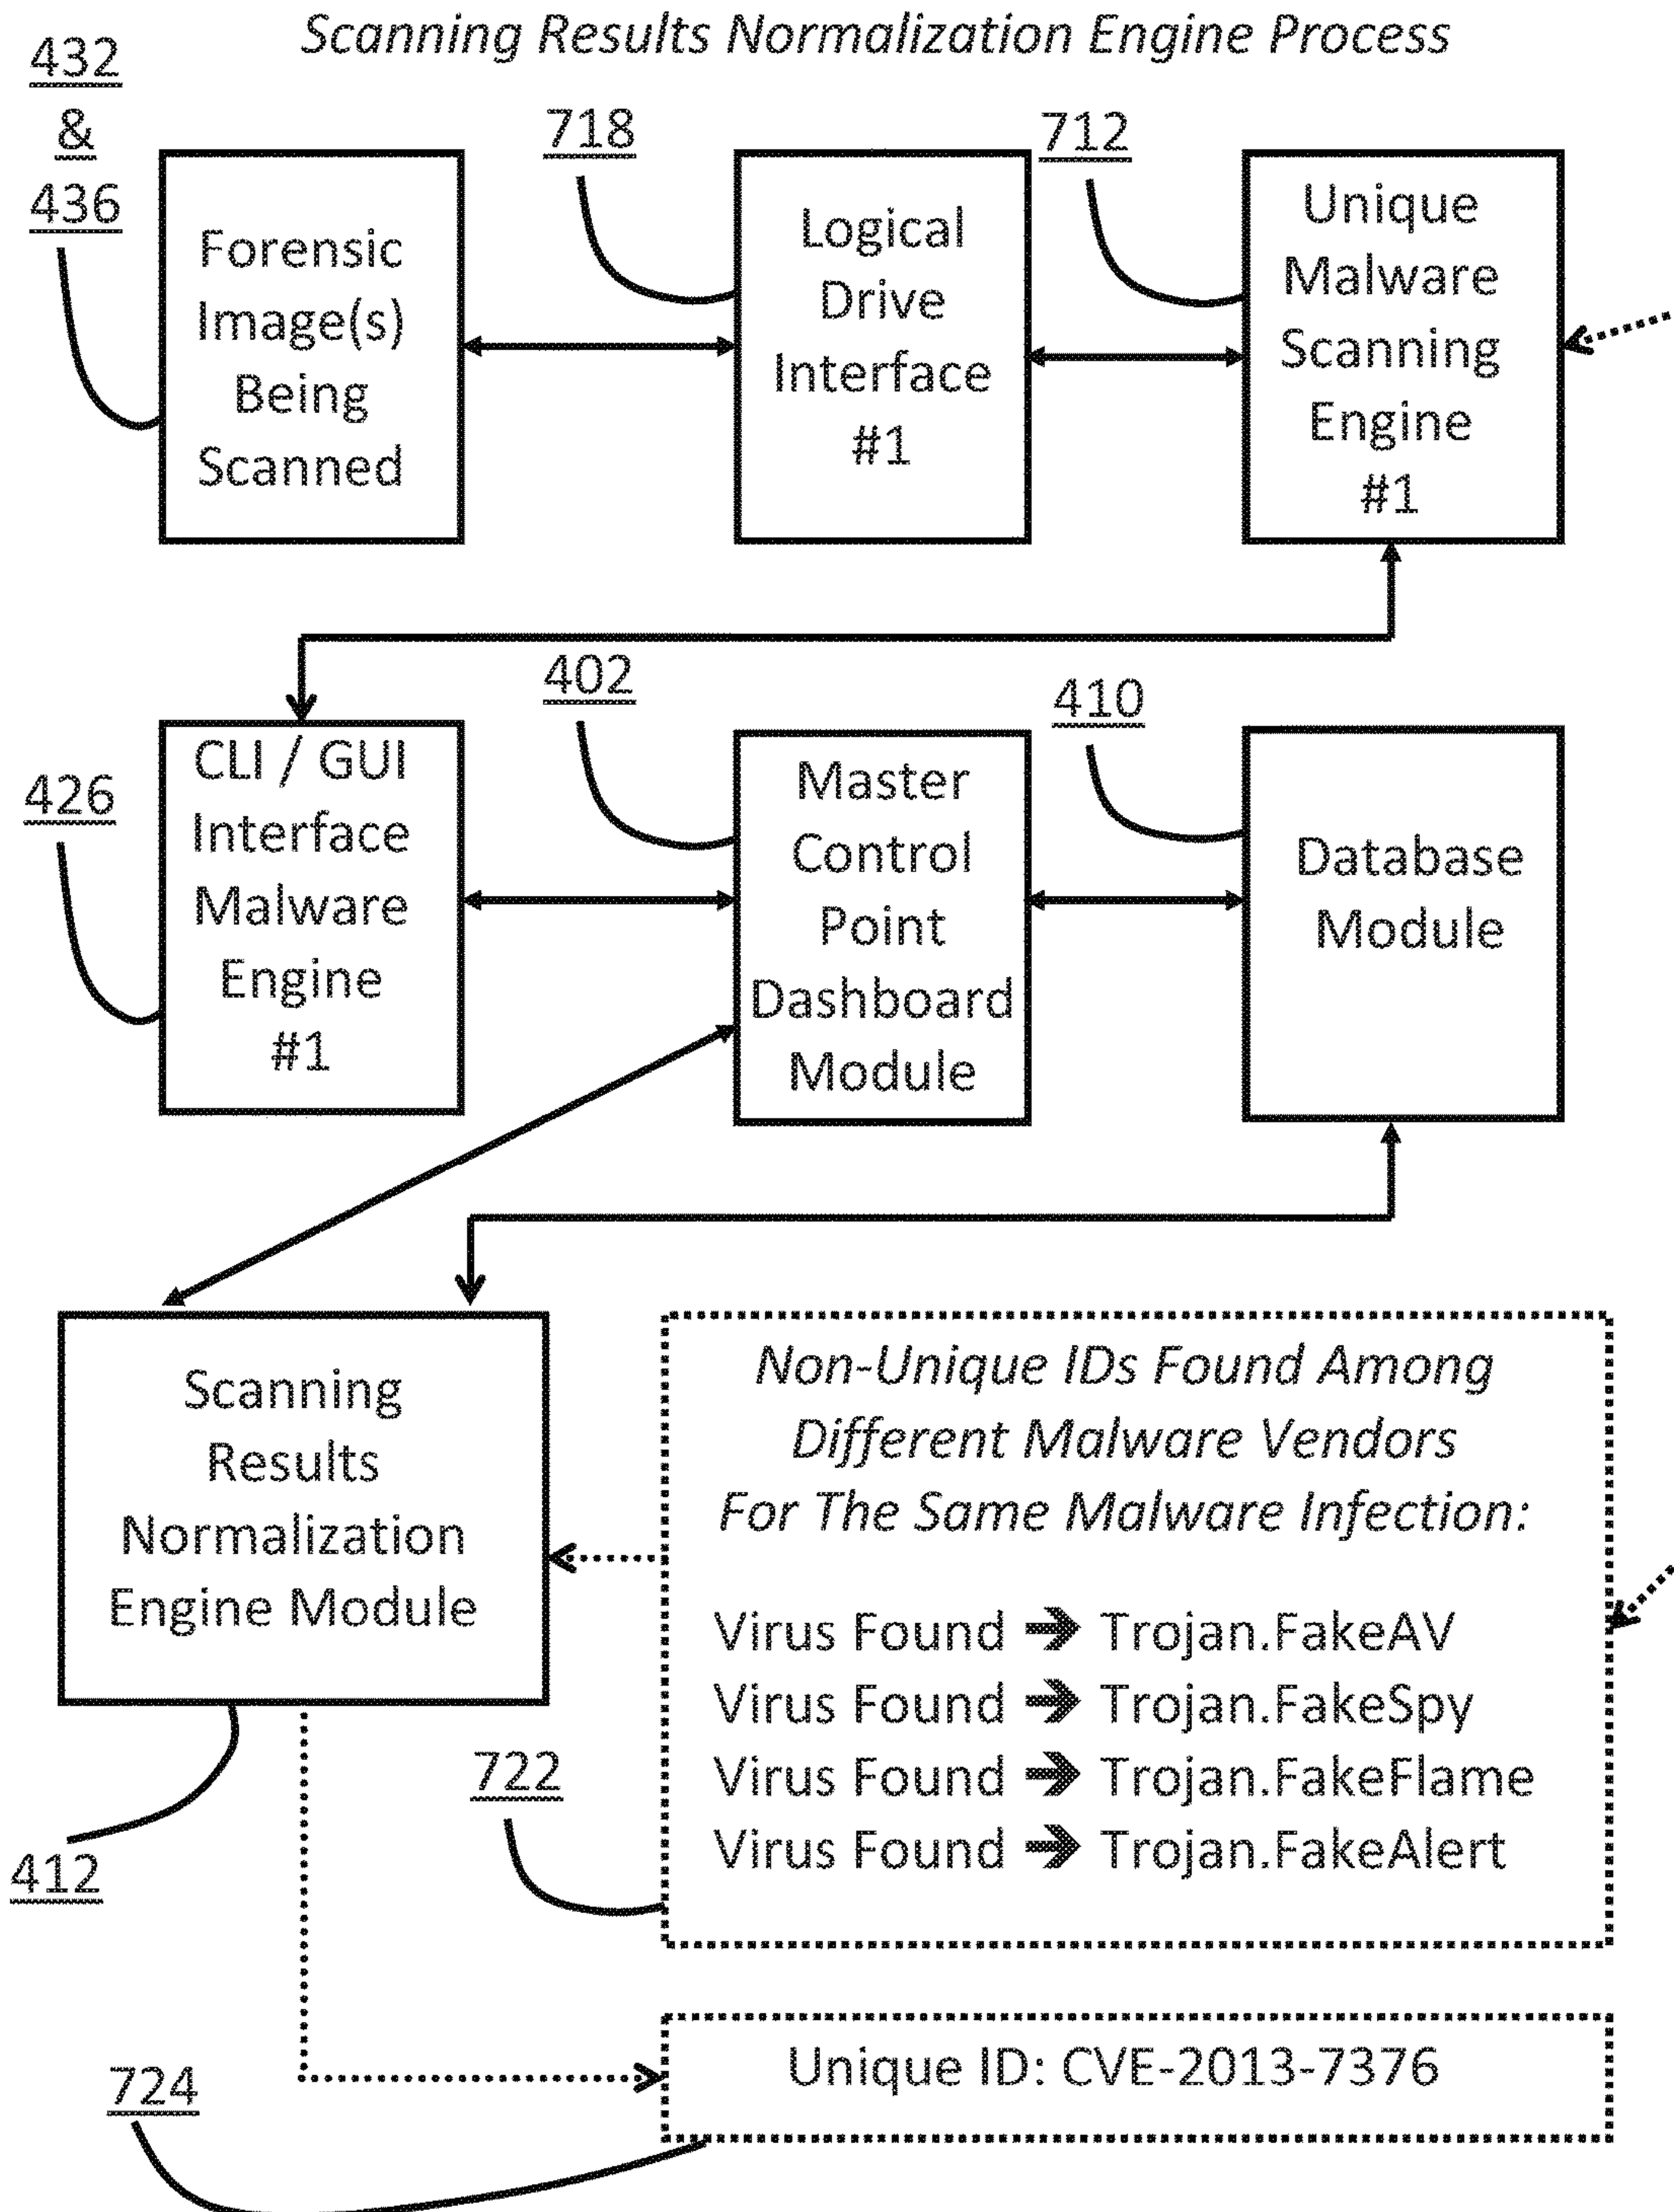 Scanning Results Normalization Engine Process
432
&
436
718
712
Forensic
Image(s)
Being
Scanned
Logical
Drive
Interface
#1
Unique
Malware
Scanning
Engine
#1
426
402
410
CLI / GUI
Interface
Malware
Engine
#1
Master
Control
Point
Dashboard
Module
Database
Module
Scanning
Results
Normalization
Engine Module
412
722
Non-Unique IDs Found Among
Different Malware Vendors
For The Same Malware Infection:
Virus Found ➔ Trojan.FakeAV
Virus Found ➔ Trojan.FakeSpy
Virus Found ➔ Trojan.FakeFlame
Virus Found ➔ Trojan.FakeAlert
724
Unique ID: CVE-2013-7376